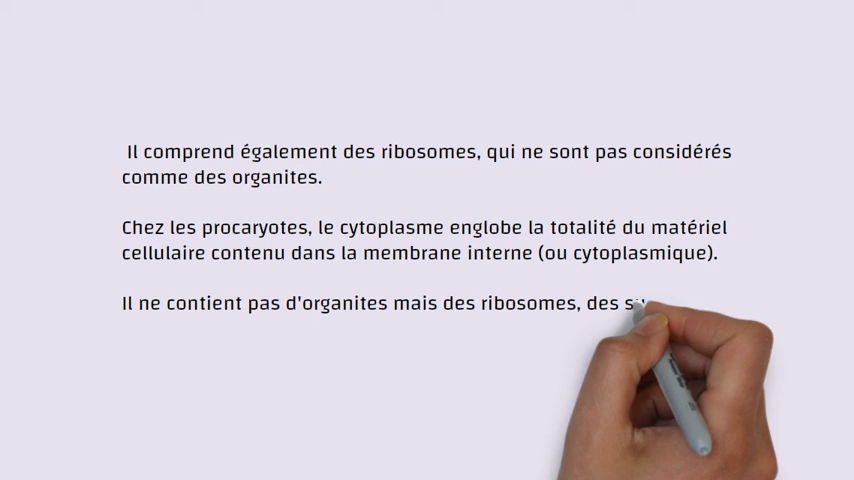 Il comprend également des ribosomes, qui ne sont pas considérés
comme des organites.
Chez les procaryotes, le cytoplasme englobe la totalité du matériel
cellulaire contenu dans la membrane interne (ou cytoplasmique).
Il ne contient pas d'organites mais des ribosomes, des